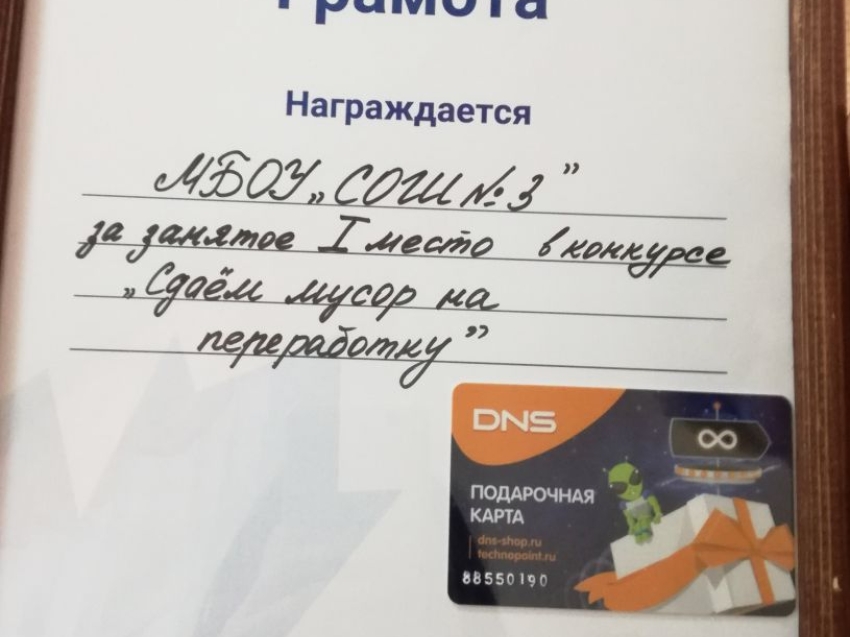 Грамота
Награждается
МБОУ „СОШ № 3”
за занятое I место в конкурсе
„Сдаём мусор на
переработку”
DNS
ПОДАРОЧНАЯ
КАРТА
dns-shop.ru
technopoint.ru
88550190